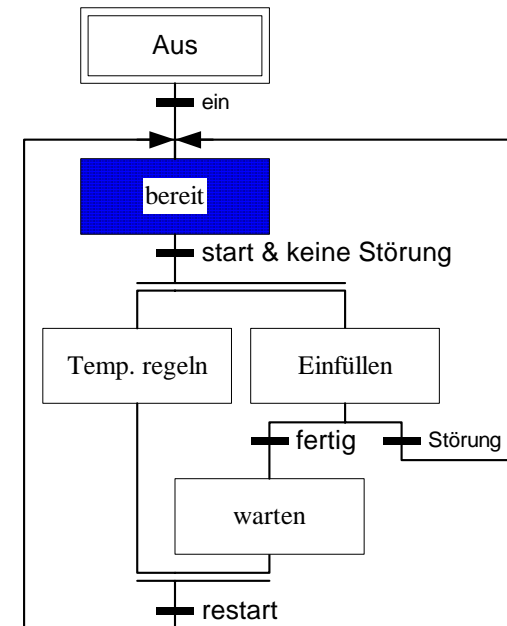 Aus
ein
bereit
start & keine Störung
Temp. regeln
Einfüllen
fertig
Störung
warten
restart